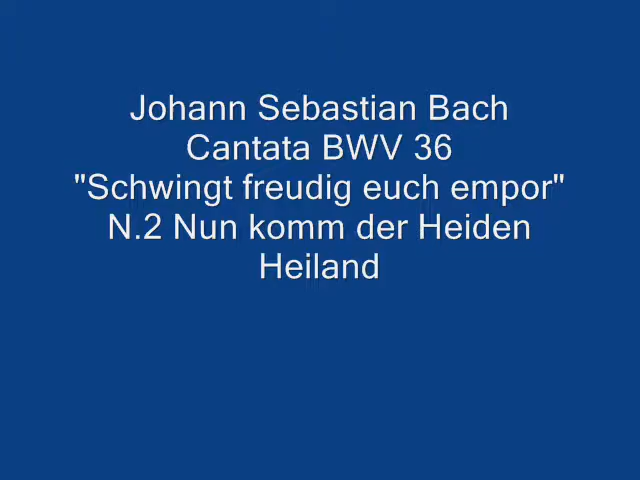 Johann Sebastian Bach
Cantata BWV 36
"Schwingt freudig euch empor"
N.2 Nun komm der Heiden
Heiland